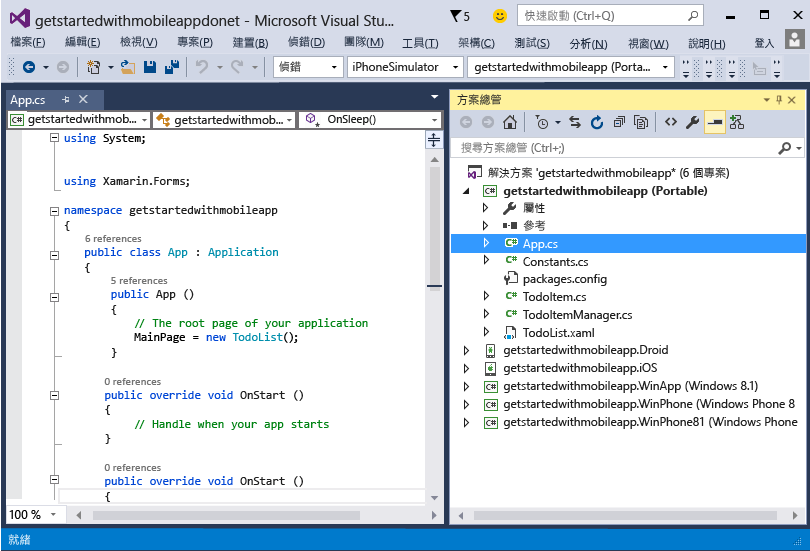 getstartedwithmobileappdonet - Microsoft Visual Stu...
5
快速啟動 (Ctrl+Q)
檔案(F) 編輯(E) 檢視(V) 專案(P) 建置(B) 偵錯(D) 團隊(M) 工具(T) 架構(C) 測試(S) 分析(N) 視窗(W) 說明(H) 登入
偵錯 iPhoneSimulator getstartedwithmobileapp (Porta...
App.cs
getstartedwithmob... getstartedwithmob... OnSleep()
using System;
using Xamarin.Forms;
namespace getstartedwithmobileapp
{
6 references
public class App : Application
{
5 references
public App ()
{
// The root page of your application
MainPage = new TodoList();
}
0 references
public override void OnStart ()
{
// Handle when your app starts
}
0 references
public override void OnStart ()
{
100 %
方案總管
搜尋方案總管 (Ctrl+;)
解決方案 'getstartedwithmobileapp* (6 個專案)
C# getstartedwithmobileapp (Portable)
屬性
參考
C# App.cs
C# Constants.cs
packages.config
C# TodoItem.cs
C# TodoItemManager.cs
TodoList.xaml
getstartedwithmobileapp.Droid
getstartedwithmobileapp.iOS
C# getstartedwithmobileapp.WinApp (Windows 8.1)
C# getstartedwithmobileapp.WinPhone (Windows Phone 8
C# getstartedwithmobileapp.WinPhone81 (Windows Phone
就緒